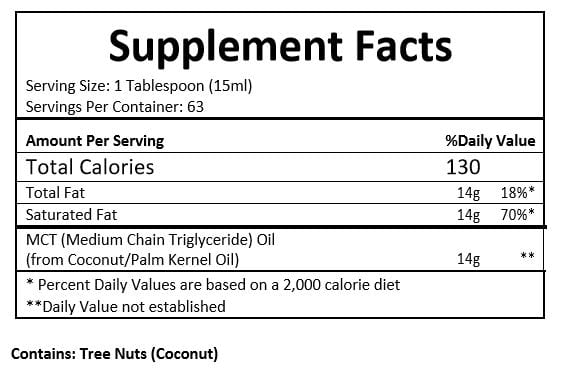 Supplement Facts
Serving Size: 1 Tablespoon (15ml)
Servings Per Container: 63
Amount Per Serving %Daily Value
Total Calories 130
Total Fat 14g 18%*
Saturated Fat 14g 70%*
MCT (Medium Chain Triglyceride) Oil
(from Coconut/Palm Kernel Oil) 14g **
* Percent Daily Values are based on a 2,000 calorie diet
**Daily Value not established
Contains: Tree Nuts (Coconut)